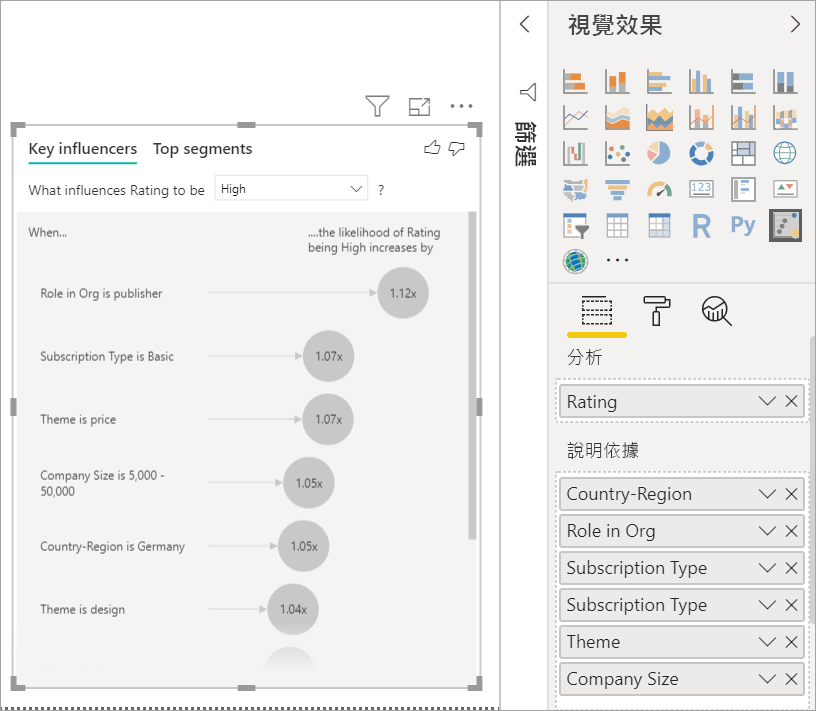 Key influencers Top segments
What influences Rating to be High ?
When...
....the likelihood of Rating
being High increases by
Role in Org is publisher
1.12x
Subscription Type is Basic
1.07x
Theme is price
1.07x
Company Size is 5,000 -
50,000
1.05x
Country-Region is Germany
1.05x
Theme is design
1.04x
篩選
視覺效果
123
R
Py
分析
Rating
說明依據
Country-Region
Role in Org
Subscription Type
Subscription Type
Theme
Company Size